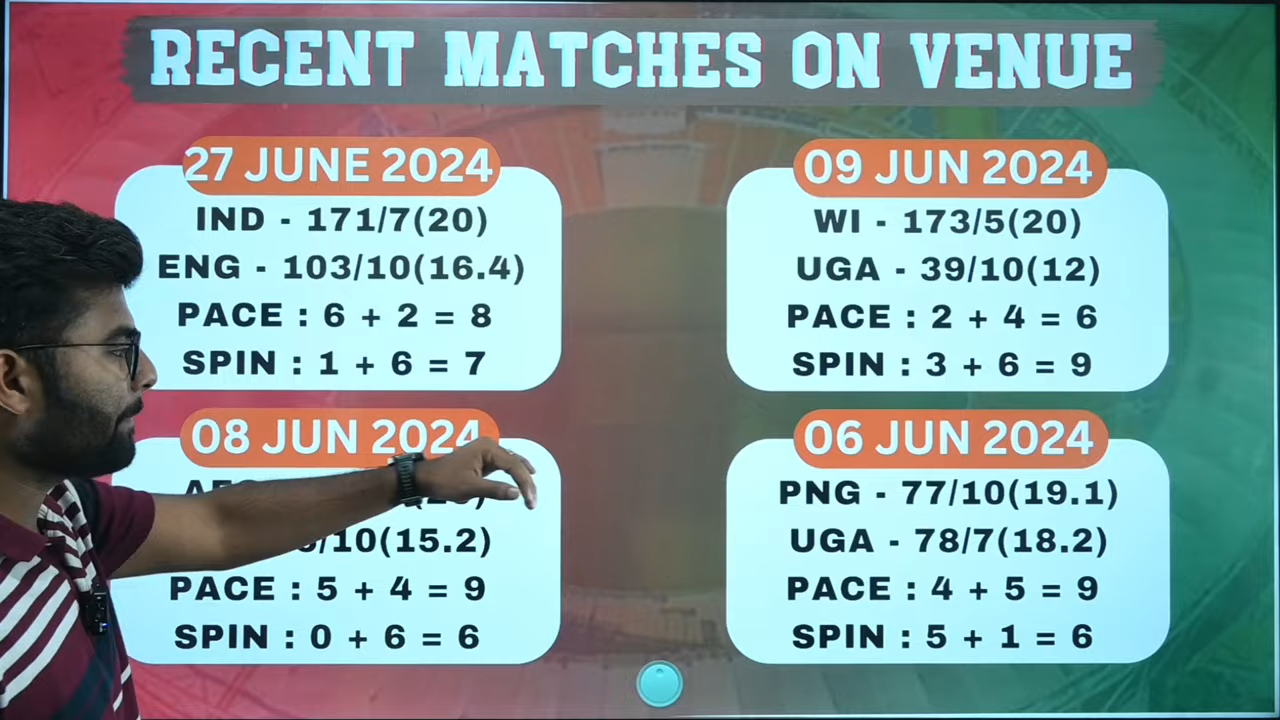 RECENT MATCHES ON VENUE
27 JUNE 2024
IND - 171/7(20)
ENG - 103/10(16.4)
PACE : 6 + 2 = 8
SPIN : 1 + 6 = 7
09 JUN 2024
WI - 173/5(20)
UGA - 39/10(12)
PACE : 2 + 4 = 6
SPIN : 3 + 6 = 9
08 JUN 2024
/10(15.2)
PACE : 5 + 4 = 9
SPIN : 0 + 6 = 6
06 JUN 2024
PNG - 77/10(19.1)
UGA - 78/7(18.2)
PACE : 4 + 5 = 9
SPIN : 5 + 1 = 6